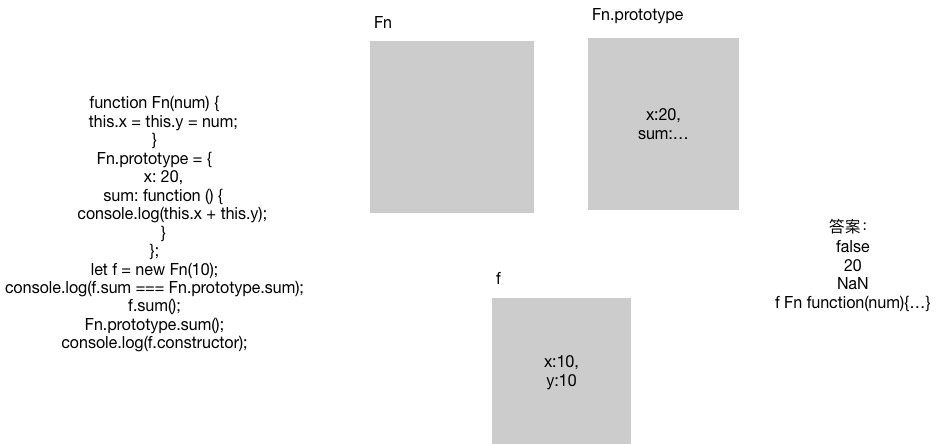 Fn
Fn.prototype
function Fn(num) {
this.x = this.y = num;
}
Fn.prototype = {
x: 20,
sum: function () {
console.log(this.x + this.y);
}
};
let f = new Fn(10);
console.log(f.sum === Fn.prototype.sum);
f.sum();
Fn.prototype.sum();
console.log(f.constructor);
x:20,
sum:…
f
x:10,
y:10
答案：
false
20
NaN
f Fn function(num){…}